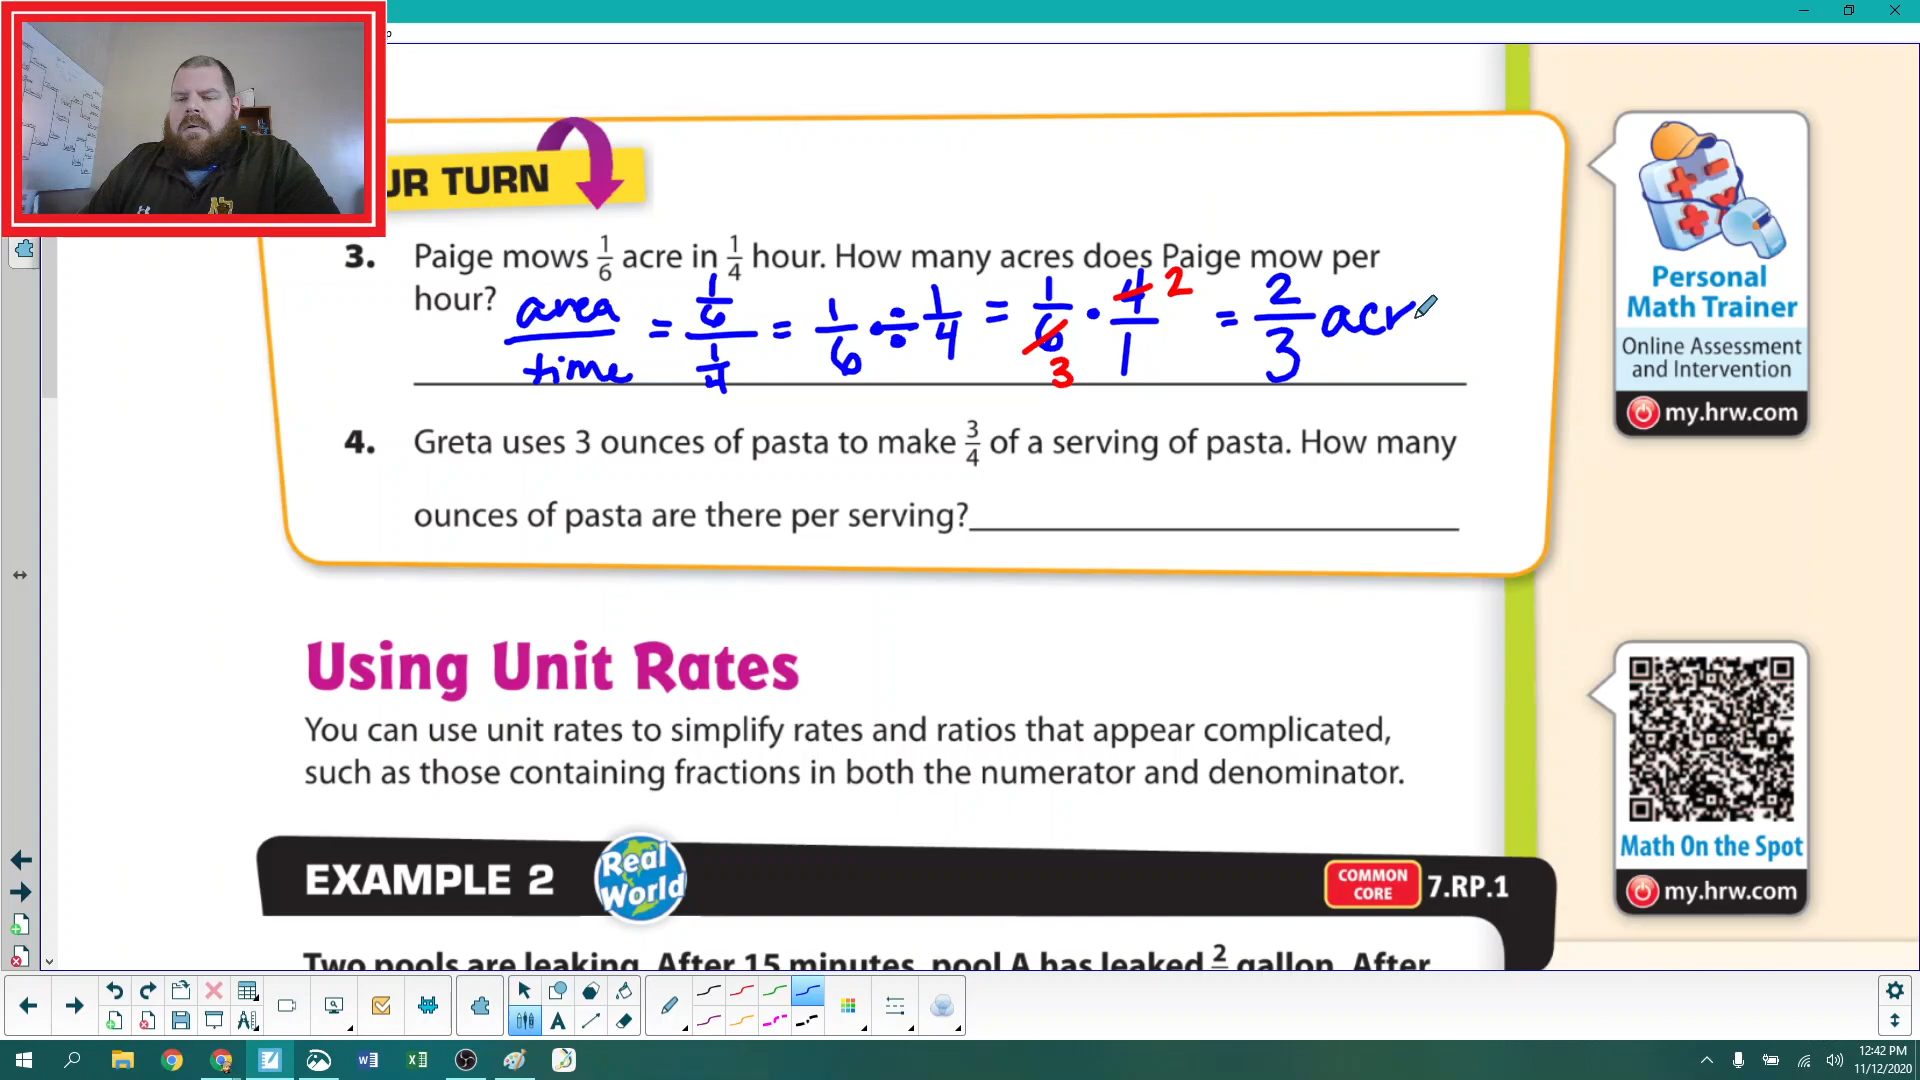 UR TURN
3. Paige mows 1/6 acre in 1/4 hour. How many acres does Paige mow per
hour?
area/time = 1/6 / 1/4 = 1/6 ÷ 1/4 = 1/6 · 4/1 = 2/3 acr
2
3
4. Greta uses 3 ounces of pasta to make 3/4 of a serving of pasta. How many
ounces of pasta are there per serving?
Using Unit Rates
You can use unit rates to simplify rates and ratios that appear complicated,
such as those containing fractions in both the numerator and denominator.
EXAMPLE 2
Real
World
COMMON
CORE
7.RP.1
Two pools are leaking. After 15 minutes, pool A has leaked 2 gallon. After
Personal
Math Trainer
Online Assessment
and Intervention
my.hrw.com
Math On the Spot
my.hrw.com
12:42 PM
11/12/2020